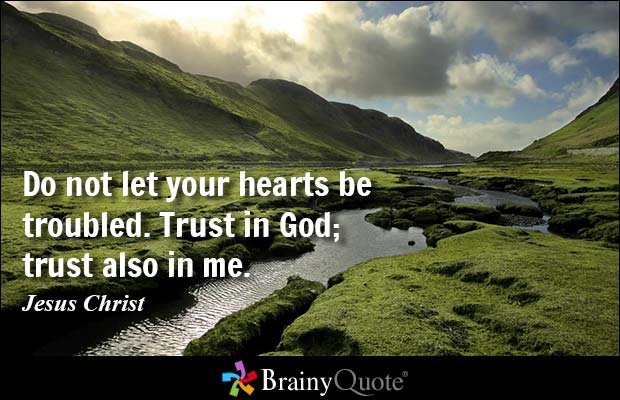 Do not let your hearts be
troubled. Trust in God;
trust also in me.
Jesus Christ
BrainyQuote®